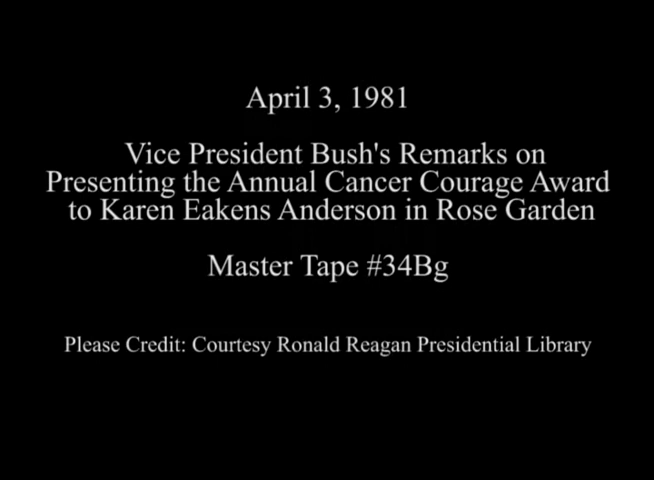 April 3, 1981
Vice President Bush's Remarks on
Presenting the Annual Cancer Courage Award
to Karen Eakens Anderson in Rose Garden
Master Tape #34Bg
Please Credit: Courtesy Ronald Reagan Presidential Library